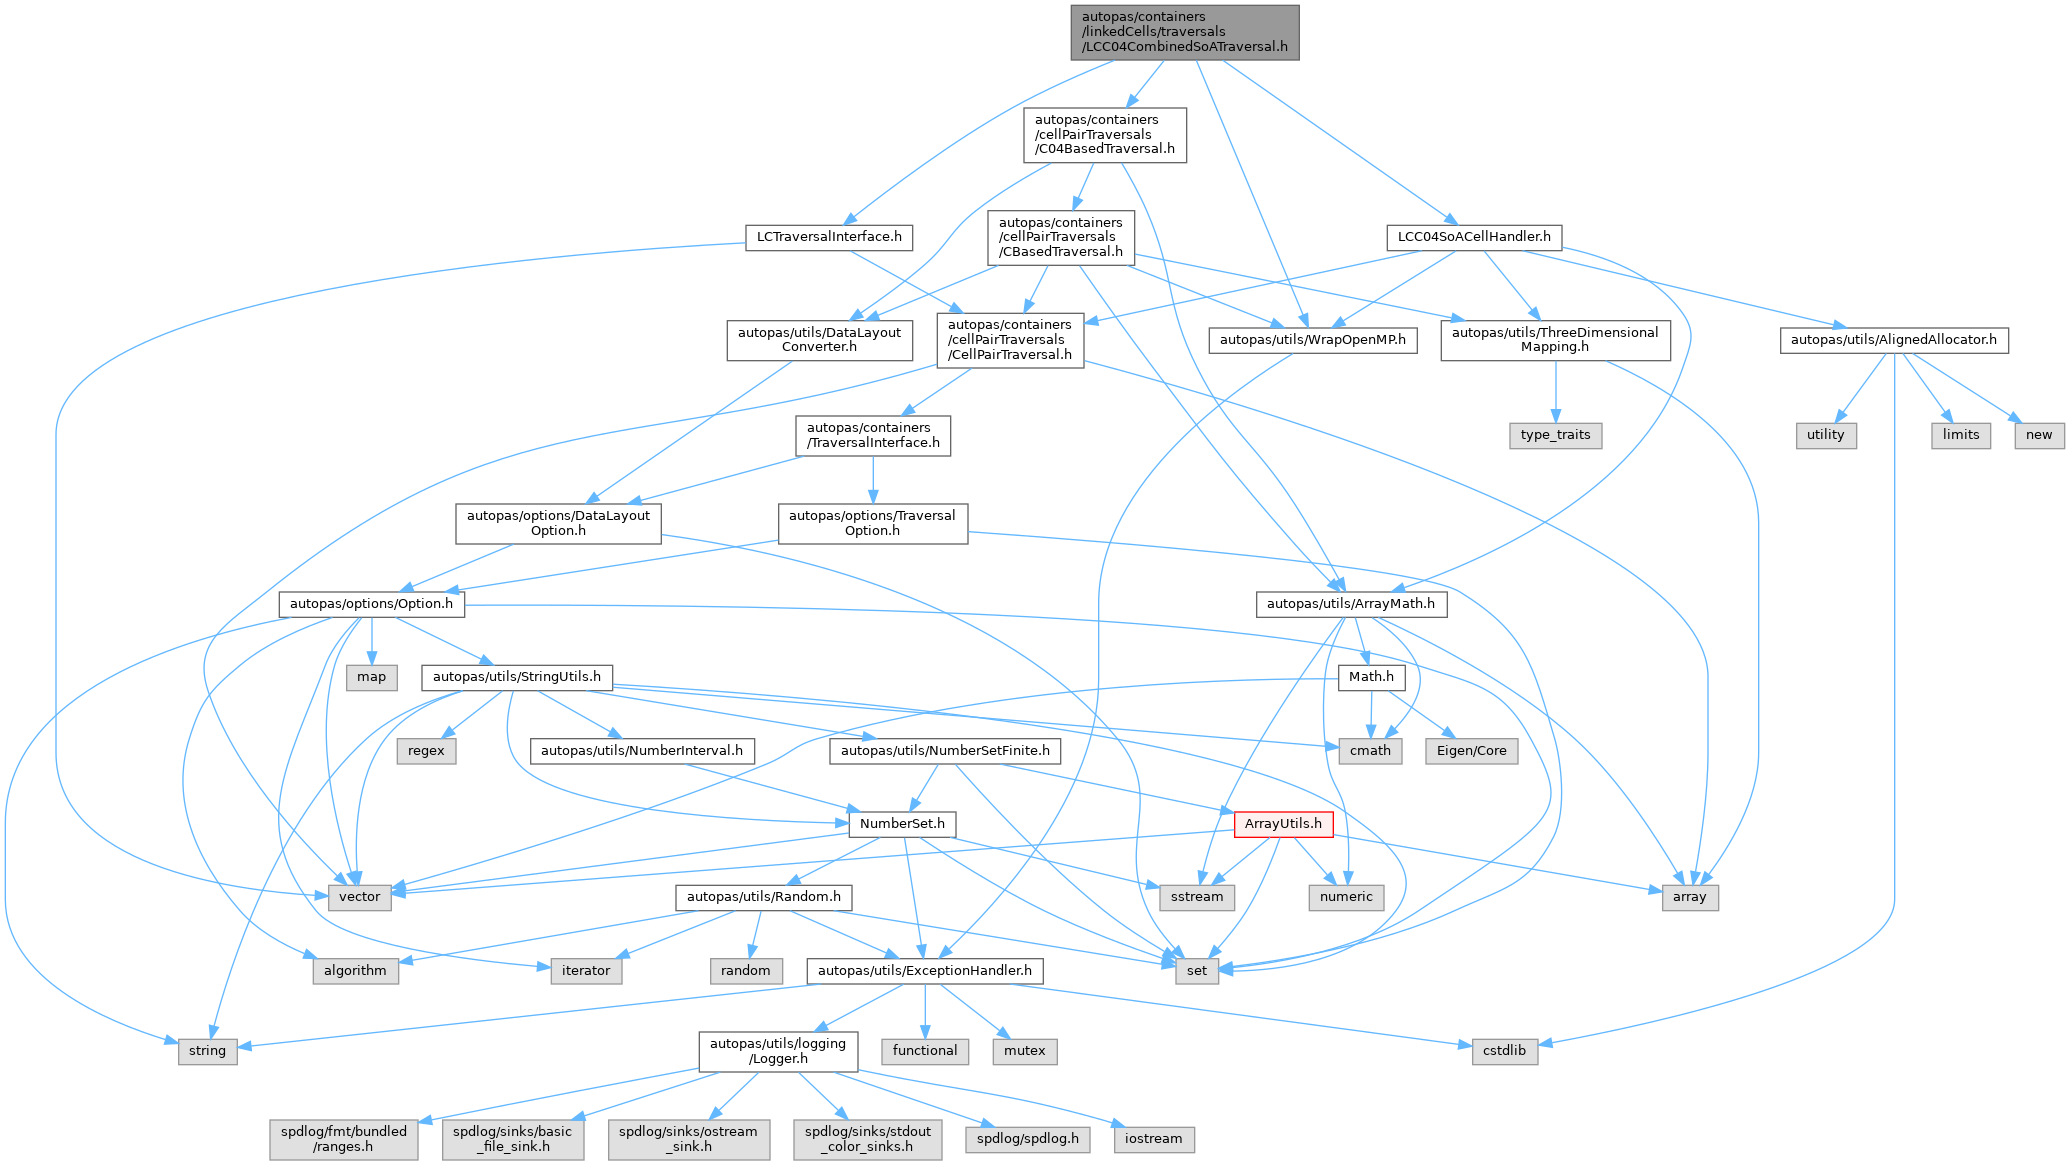 autopas/containers
/linkedCells/traversals
/LCC04CombinedSoATraversal.h
autopas/containers
/cellPairTraversals
/C04BasedTraversal.h
LCTraversalInterface.h
autopas/containers
/cellPairTraversals
/CBasedTraversal.h
LCC04SoACellHandler.h
autopas/utils/DataLayout
Converter.h
autopas/containers
/cellPairTraversals
/CellPairTraversal.h
autopas/utils/WrapOpenMP.h
autopas/utils/ThreeDimensional
Mapping.h
autopas/utils/AlignedAllocator.h
autopas/containers
/TraversalInterface.h
type_traits
utility
limits
new
autopas/options/DataLayout
Option.h
autopas/options/Traversal
Option.h
autopas/options/Option.h
autopas/utils/ArrayMath.h
map
autopas/utils/StringUtils.h
Math.h
regex
autopas/utils/NumberInterval.h
autopas/utils/NumberSetFinite.h
cmath
Eigen/Core
NumberSet.h
ArrayUtils.h
vector
autopas/utils/Random.h
sstream
numeric
array
algorithm
iterator
random
autopas/utils/ExceptionHandler.h
set
string
autopas/utils/logging
/Logger.h
functional
mutex
cstdlib
spdlog/fmt/bundled
/ranges.h
spdlog/sinks/basic
_file_sink.h
spdlog/sinks/ostream
_sink.h
spdlog/sinks/stdout
_color_sinks.h
spdlog/spdlog.h
iostream